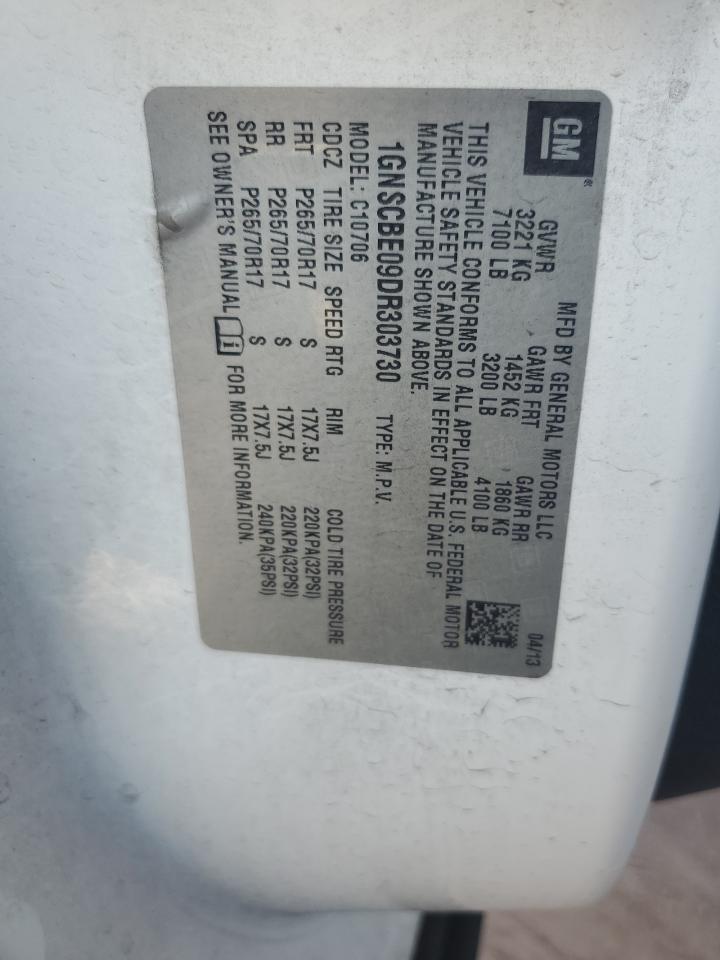 GM®
MFD BY GENERAL MOTORS LLC 04/13
GVWR GAWR FRT GAWR RR
3221 KG 1452 KG 1860 KG
7100 LB 3200 LB 4100 LB
THIS VEHICLE CONFORMS TO ALL APPLICABLE U.S. FEDERAL MOTOR
VEHICLE SAFETY STANDARDS IN EFFECT ON THE DATE OF
MANUFACTURE SHOWN ABOVE.
1GNSCBE09DR303730 TYPE: M.P.V.
MODEL: C10706
CDCZ TIRE SIZE SPEED RTG RIM COLD TIRE PRESSURE
FRT P265/70R17 S 17X7.5J 220KPA(32PSI)
RR P265/70R17 S 17X7.5J 220KPA(32PSI)
SPA P265/70R17 S 17X7.5J 240KPA(35PSI)
SEE OWNER'S MANUAL i FOR MORE INFORMATION.